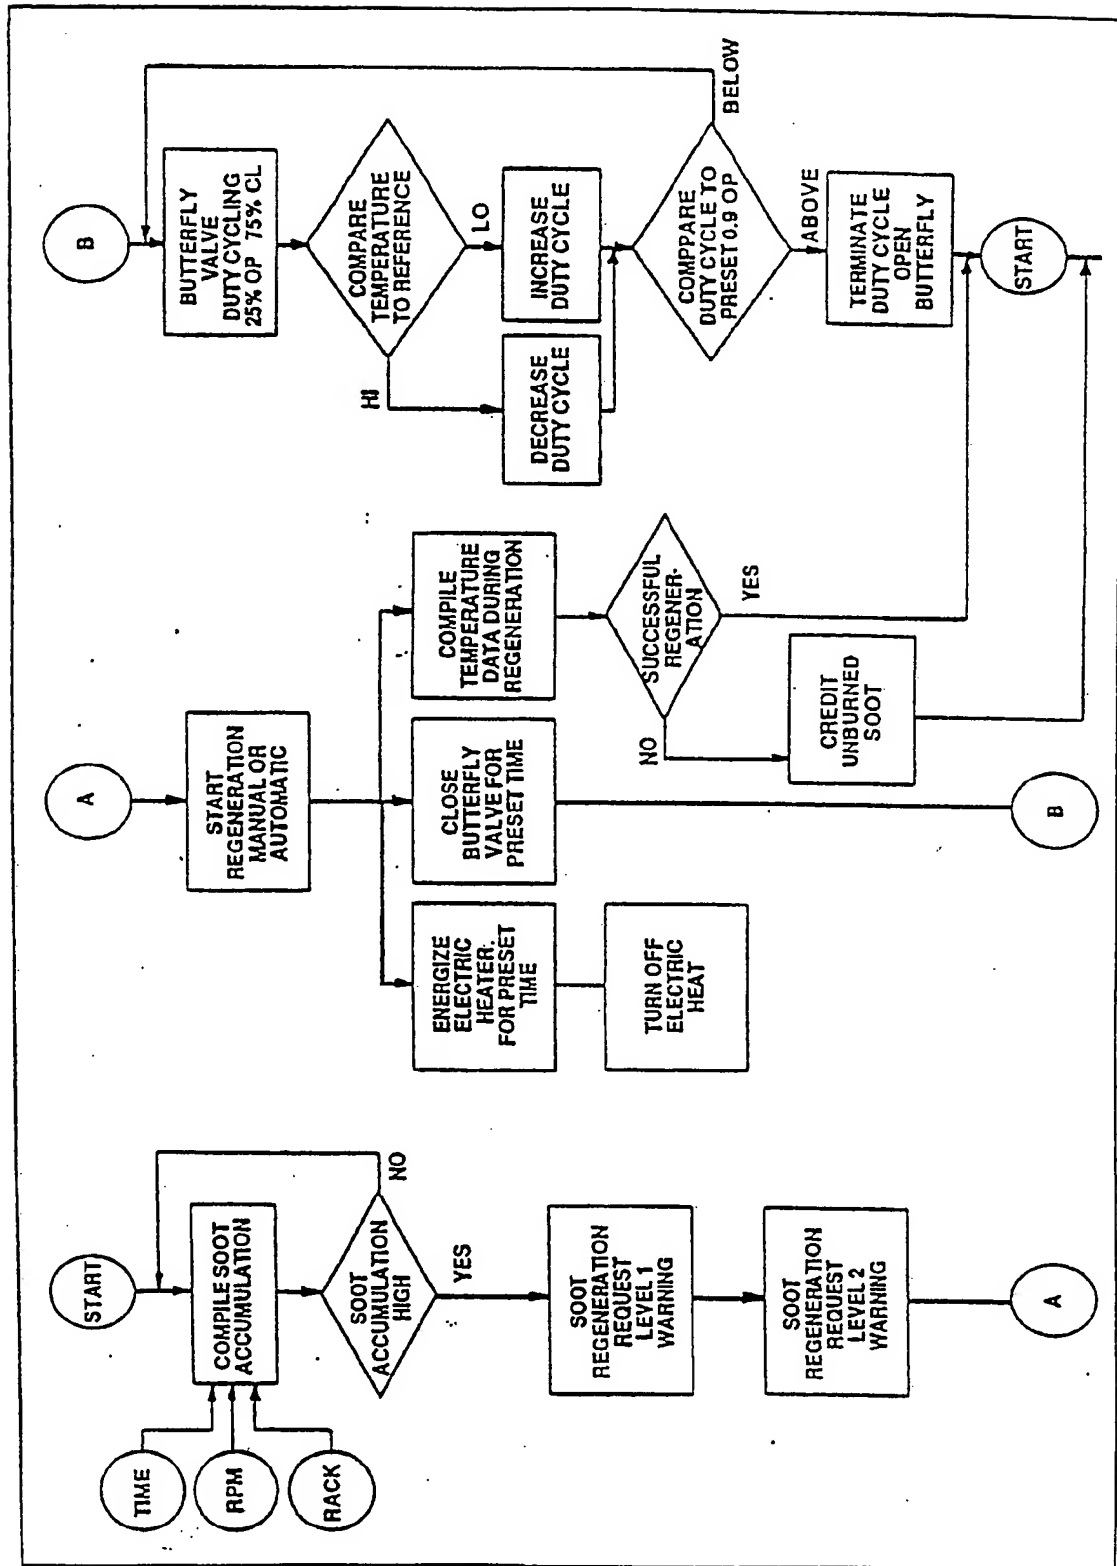 START
TIME
RPM
RACK
COMPILE SOOT
ACCUMULATION
SOOT
ACCUMULATION
HIGH
NO
YES
SOOT
REGENERATION
REQUEST
LEVEL 1
WARNING
SOOT
REGENERATION
REQUEST
LEVEL 2
WARNING
A
A
START
REGENERATION
MANUAL OR
AUTOMATIC
ENERGIZE
ELECTRIC
HEATER.
FOR PRESET
TIME
TURN OFF
ELECTRIC
HEAT
CLOSE
BUTTERFLY
VALVE FOR
PRESET TIME
B
COMPILE
TEMPERATURE
DATA DURING
REGENERATION
SUCCESSFUL
REGENER-
ATION
NO
YES
CREDIT
UNBURNED
SOOT
B
BUTTERFLY
VALVE
DUTY CYCLING
25% OP 75% CL
COMPARE
TEMPERATURE
TO REFERENCE
HI
LO
DECREASE
DUTY CYCLE
INCREASE
DUTY CYCLE
COMPPARE
DUTY CYCLE TO
PRESET 0.9 OP
BELOW
ABOVE
TERMINATE
DUTY CYCLE
OPEN
BUTTERFLY
START